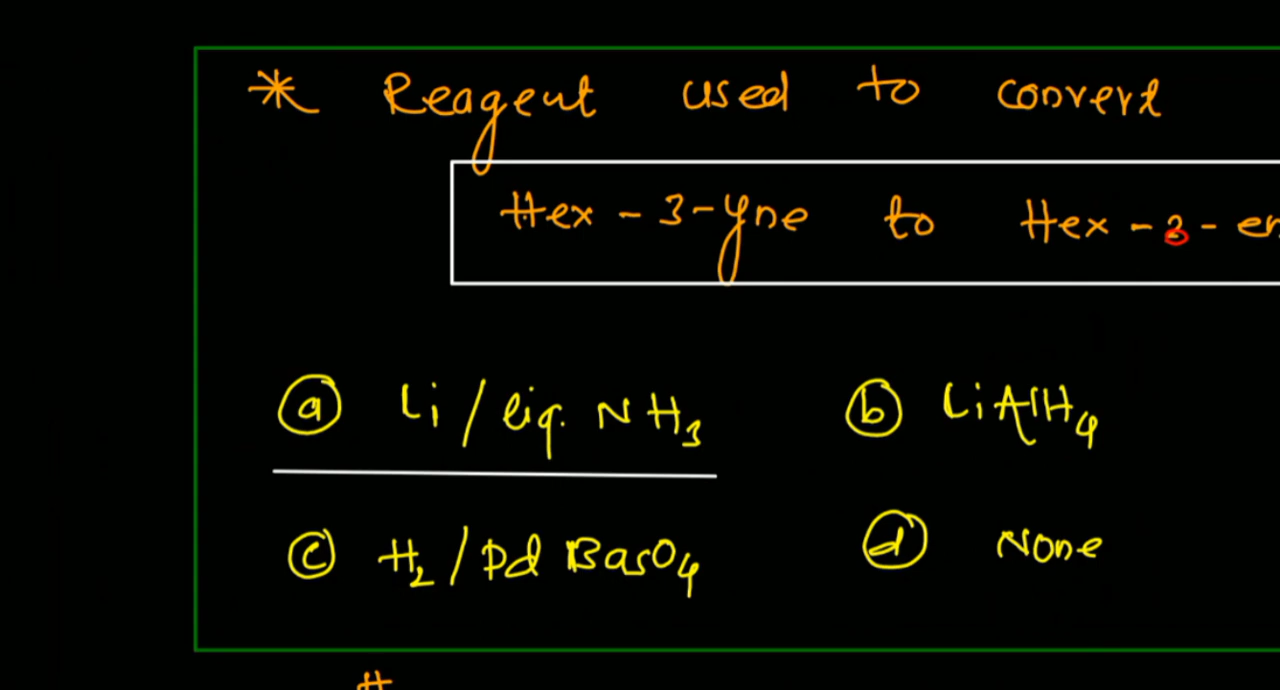 * Reagent used to convert
Hex - 3 - yne to Hex - 3 - en
(a) Li / liq. NH3 (b) LiAlH4
(c) H2 / Pd BaSO4 (d) None
#